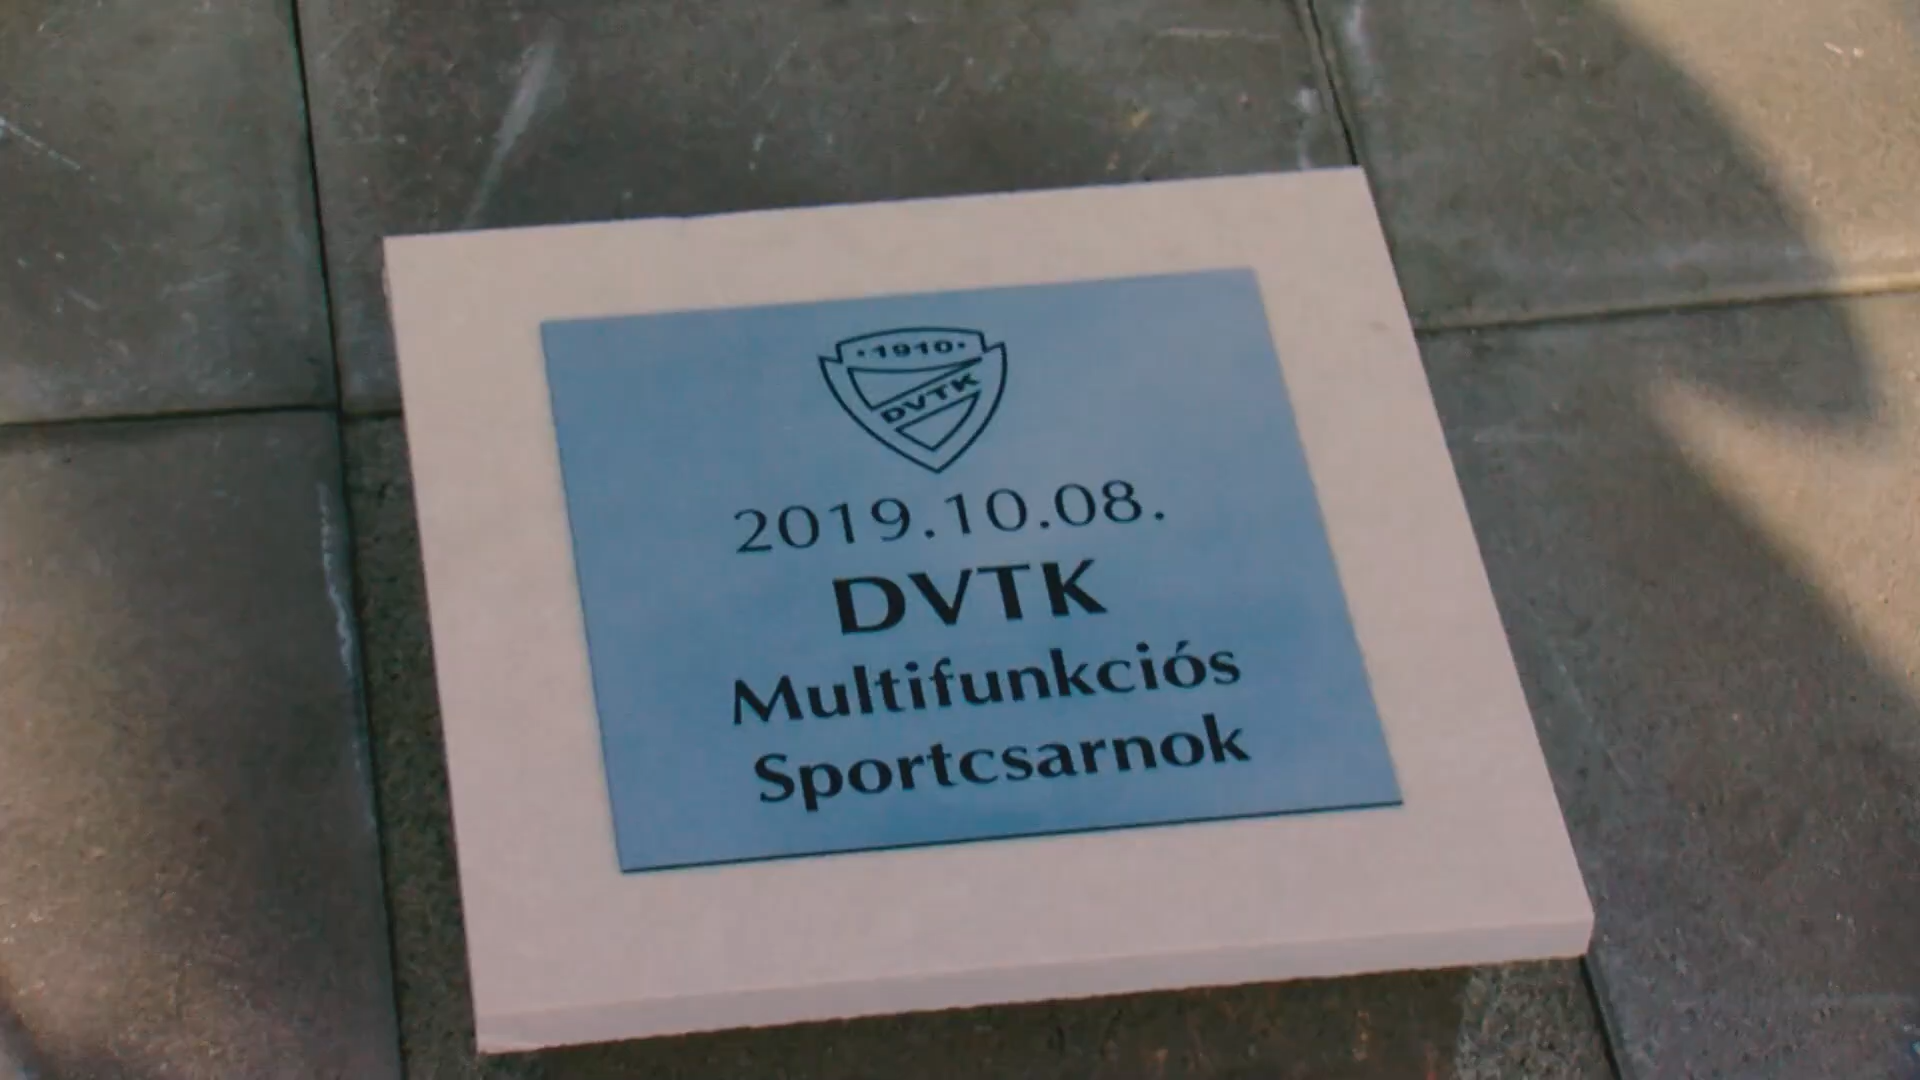 ·1910·
DVTK
2019.10.08.
DVTK
Multifunkciós
Sportcsarnok